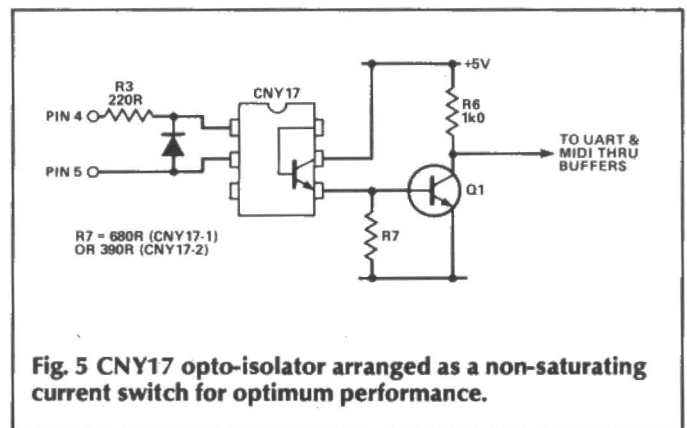 R3
220R
CNY17
+5V
R6
1k0
PIN 4
TO UART &
MIDI THRU
BUFFERS
PIN 5
Q1
R7
R7 = 680R (CNY17-1)
OR 390R (CNY17-2)
Fig. 5 CNY17 opto-isolator arranged as a non-saturating
current switch for optimum performance.